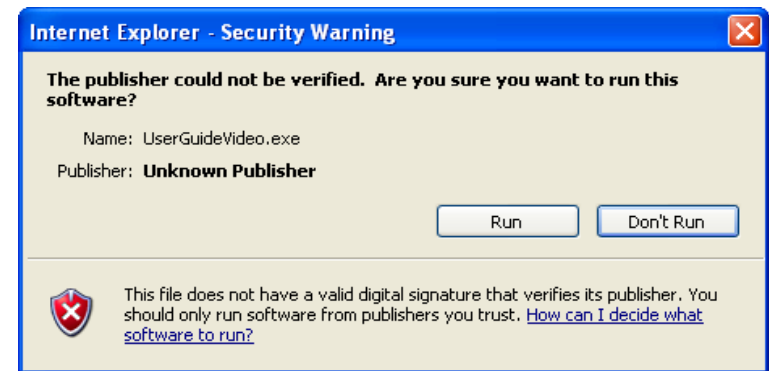 Internet Explorer - Security Warning
The publisher could not be verified.  Are you sure you want to run this
software?
Name: UserGuideVideo.exe
Publisher: Unknown Publisher
Run Don't Run
This file does not have a valid digital signature that verifies its publisher. You
should only run software from publishers you trust. How can I decide what
software to run?